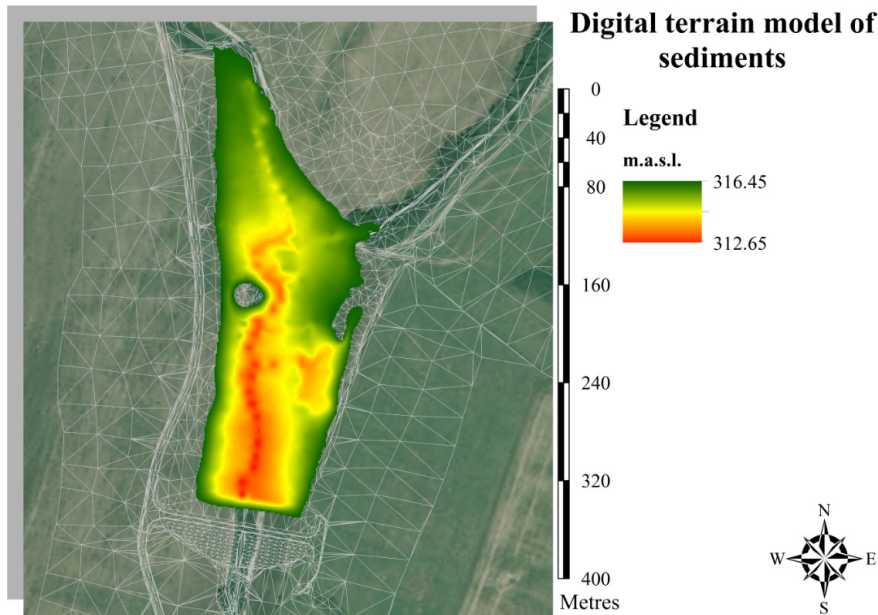 Digital terrain model of
sediments
0
40
80
160
240
320
400
Metres
Legend
m.a.s.l.
316.45
312.65
N
W
E
S